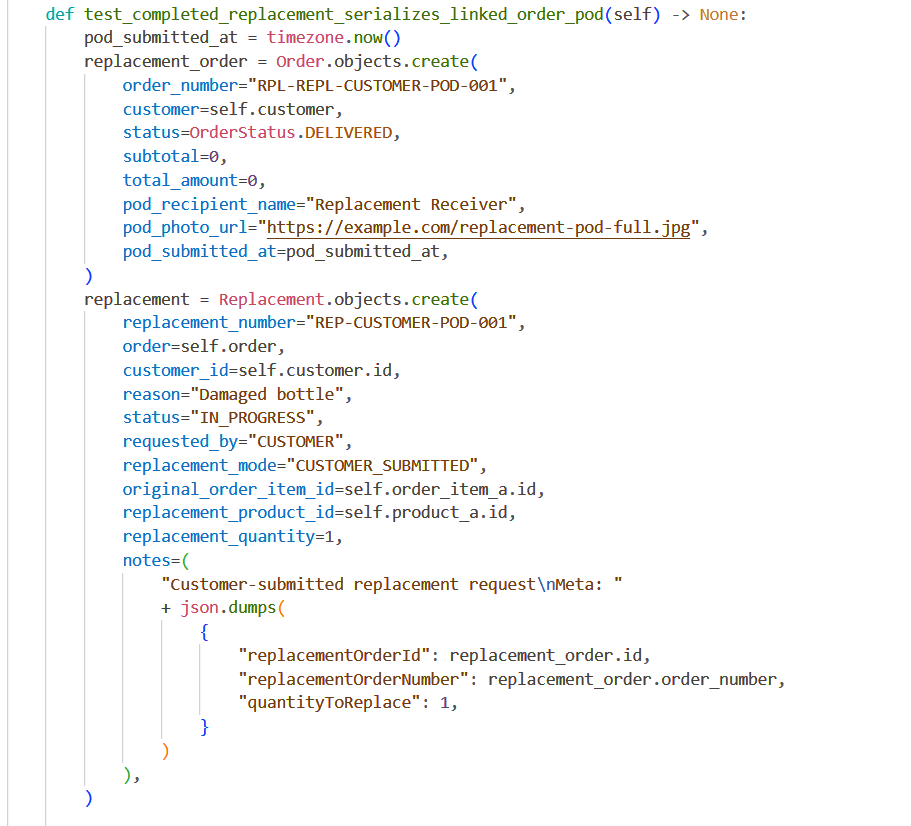 def test_completed_replacement_serializes_linked_order_pod(self) -> None:
    pod_submitted_at = timezone.now()
    replacement_order = Order.objects.create(
        order_number="RPL-REPL-CUSTOMER-POD-001",
        customer=self.customer,
        status=OrderStatus.DELIVERED,
        subtotal=0,
        total_amount=0,
        pod_recipient_name="Replacement Receiver",
        pod_photo_url="https://example.com/replacement-pod-full.jpg",
        pod_submitted_at=pod_submitted_at,
    )
    replacement = Replacement.objects.create(
        replacement_number="REP-CUSTOMER-POD-001",
        order=self.order,
        customer_id=self.customer.id,
        reason="Damaged bottle",
        status="IN_PROGRESS",
        requested_by="CUSTOMER",
        replacement_mode="CUSTOMER_SUBMITTED",
        original_order_item_id=self.order_item_a.id,
        replacement_product_id=self.product_a.id,
        replacement_quantity=1,
        notes=(
            "Customer-submitted replacement request\nMeta: "
            + json.dumps(
                {
                    "replacementOrderId": replacement_order.id,
                    "replacementOrderNumber": replacement_order.order_number,
                    "quantityToReplace": 1,
                }
            )
        ),
    )